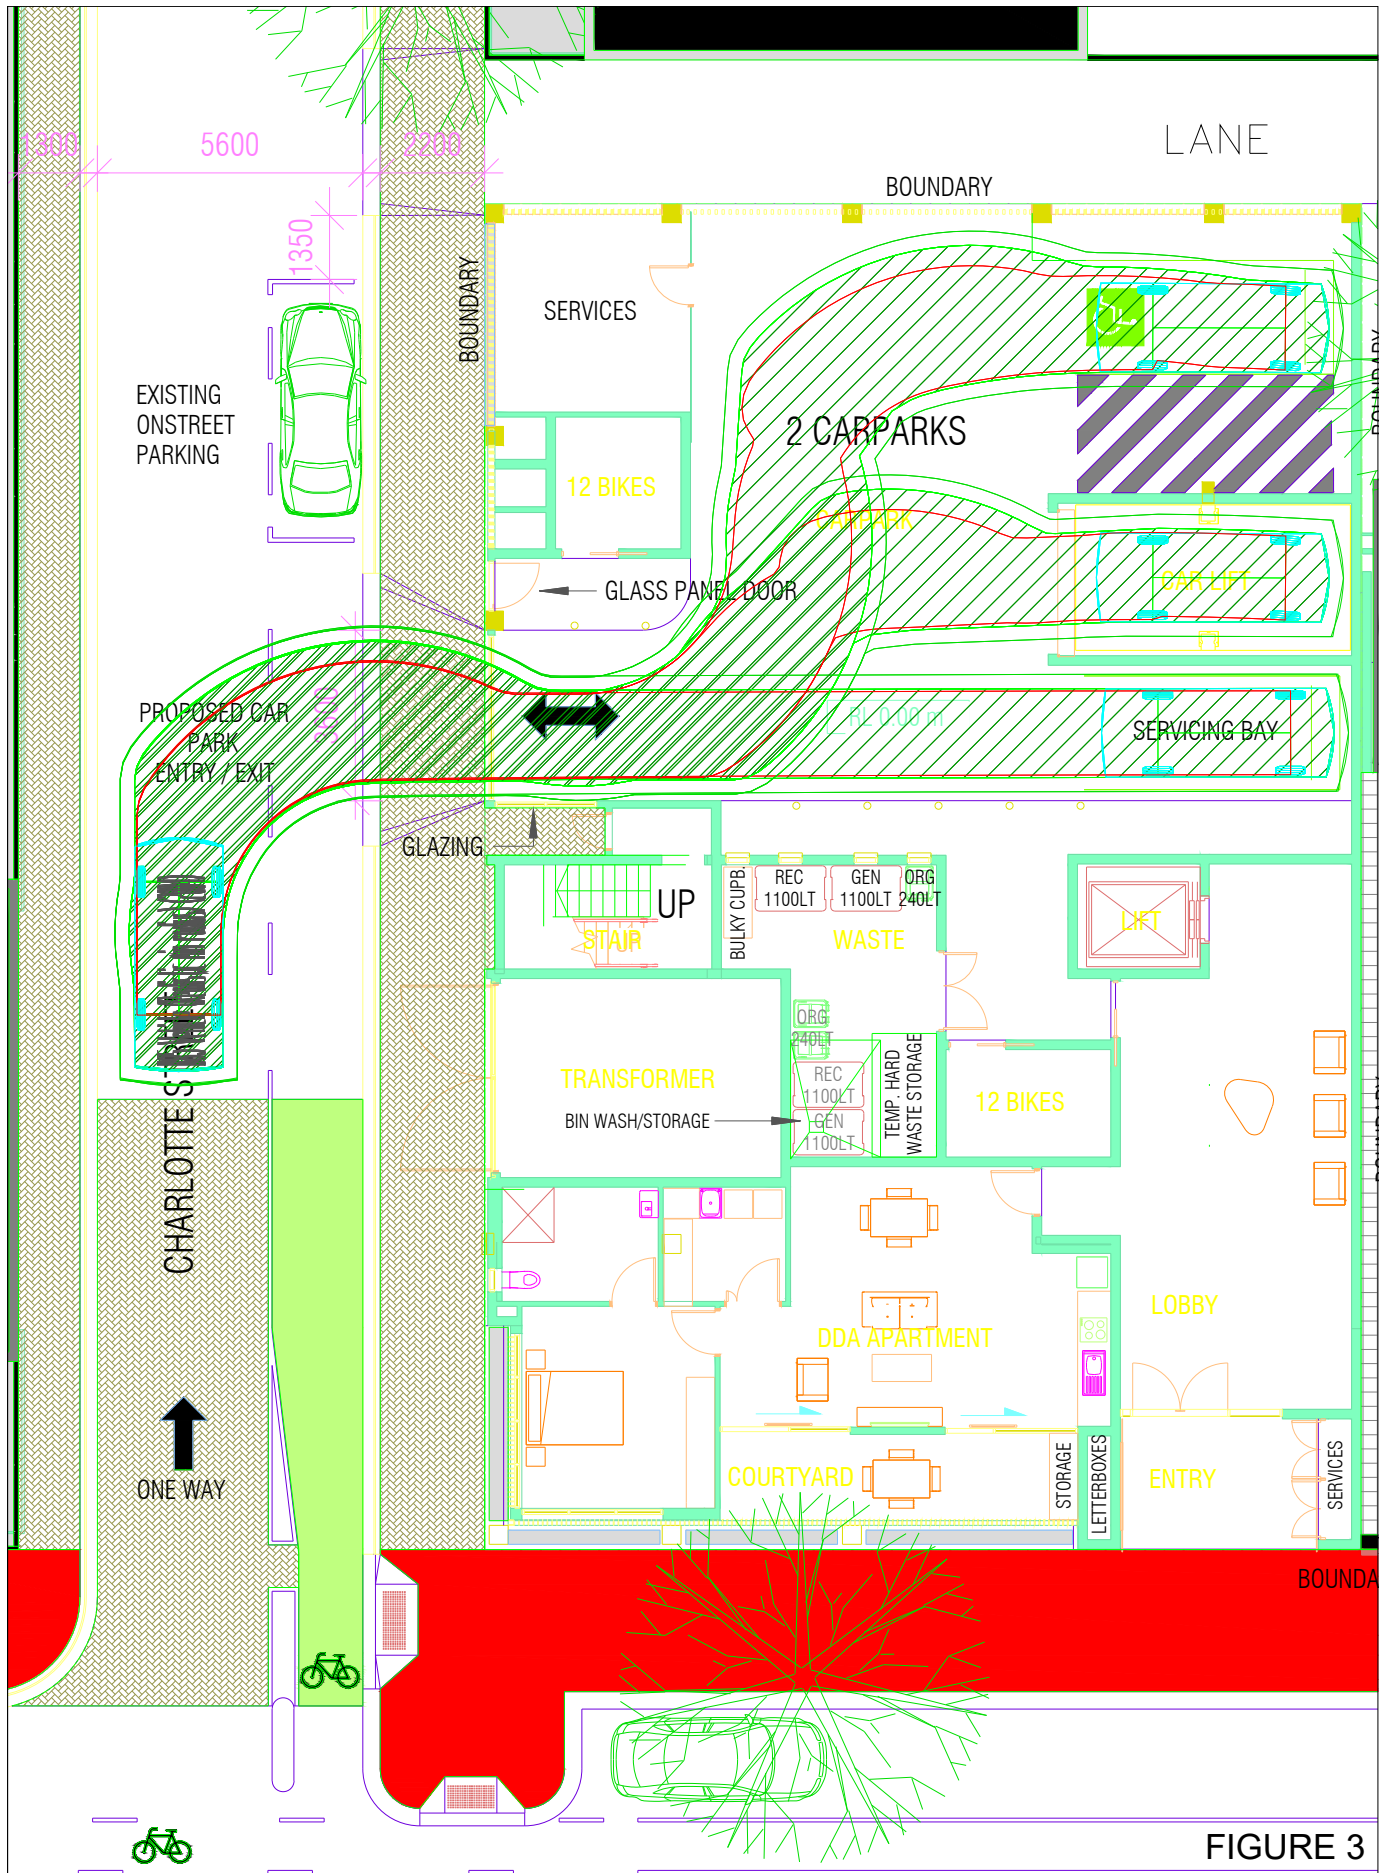 LANE
1300
5600
2200
BOUNDARY
1350
BOUNDARY
SERVICES
EXISTING
ONSTREET
PARKING
2 CARPARKS
12 BIKES
CARPARK
GLASS PANEL DOOR
CAR LIFT
BOUNDARY
PROPOSED CAR
PARK
ENTRY / EXIT
3600
RL 0.00 m
SERVICING BAY
GLAZING
UP
STAIR
UP
BULKY CUPB.
REC
1100LT
GEN
1100LT
ORG
240LT
WASTE
LIFT
ORG
240LT
REC
1100LT
GEN
1100LT
TEMP. HARD
WASTE STORAGE
TRANSFORMER
BIN WASH/STORAGE
12 BIKES
BOUNDARY
CHARLOTTE
LOBBY
DDA APARTMENT
ONE WAY
COURTYARD
STORAGE
LETTERBOXES
ENTRY
SERVICES
BOUNDA
FIGURE 3